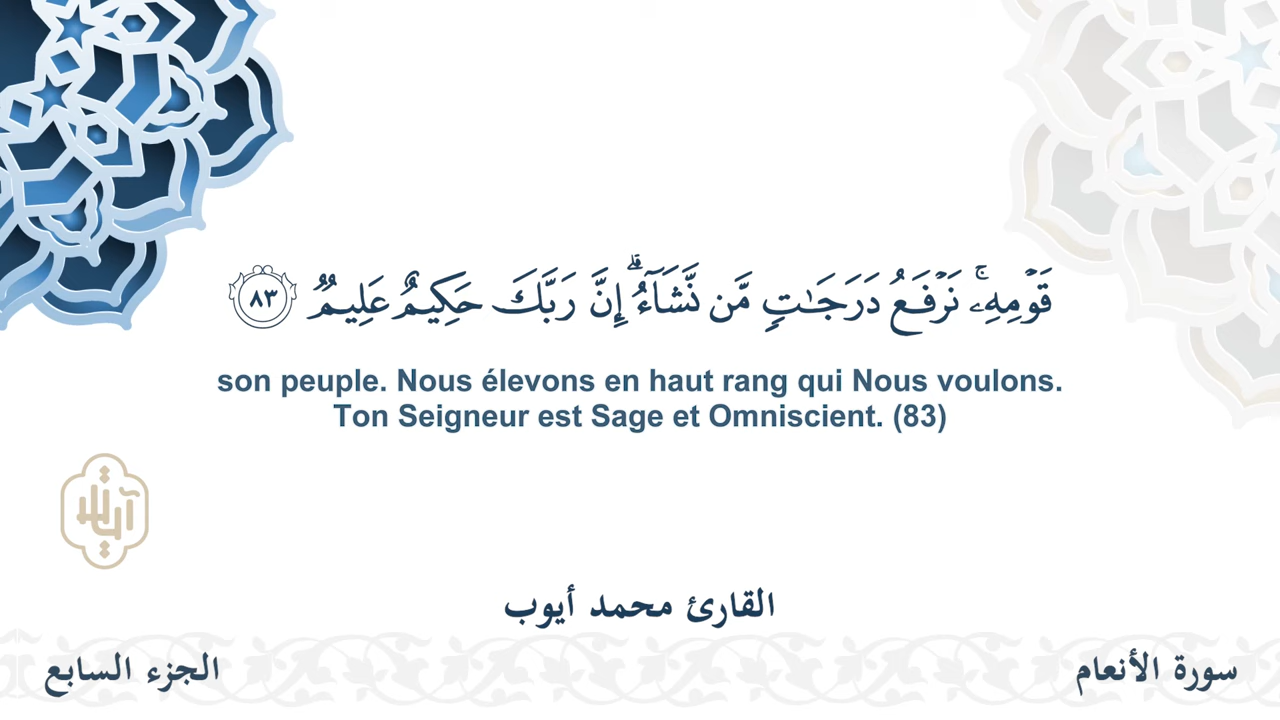 قَوۡمِهِۦۚ نَرۡفَعُ دَرَجَـٰتٍ مَّن نَّشَآءُۗ إِنَّ رَبَّكَ حَكِيمٌ عَلِيمٌ ٨٣
son peuple. Nous élevons en haut rang qui Nous voulons.
Ton Seigneur est Sage et Omniscient. (83)
القارئ محمد أيوب
سورة الأنعام
الجزء السابع